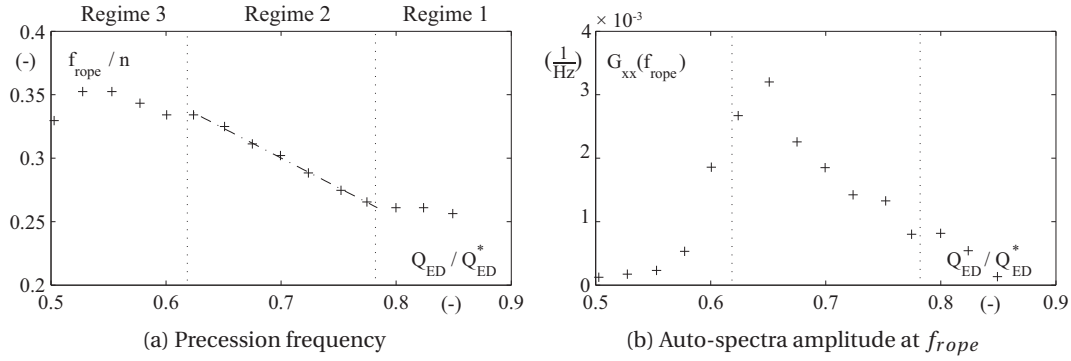 Regime 3 Regime 2 Regime 1
0.4
(-)
f_rope / n
0.35
0.3
0.25
0.2
Q_ED / Q*_ED
0.5 0.6 0.7 0.8 (-) 0.9
(a) Precession frequency
4 × 10^-3
(1/Hz)
G_xx(f_rope)
3
2
1
0
Q_ED / Q*_ED
0.5 0.6 0.7 0.8 (-) 0.9
(b) Auto-spectra amplitude at f_rope